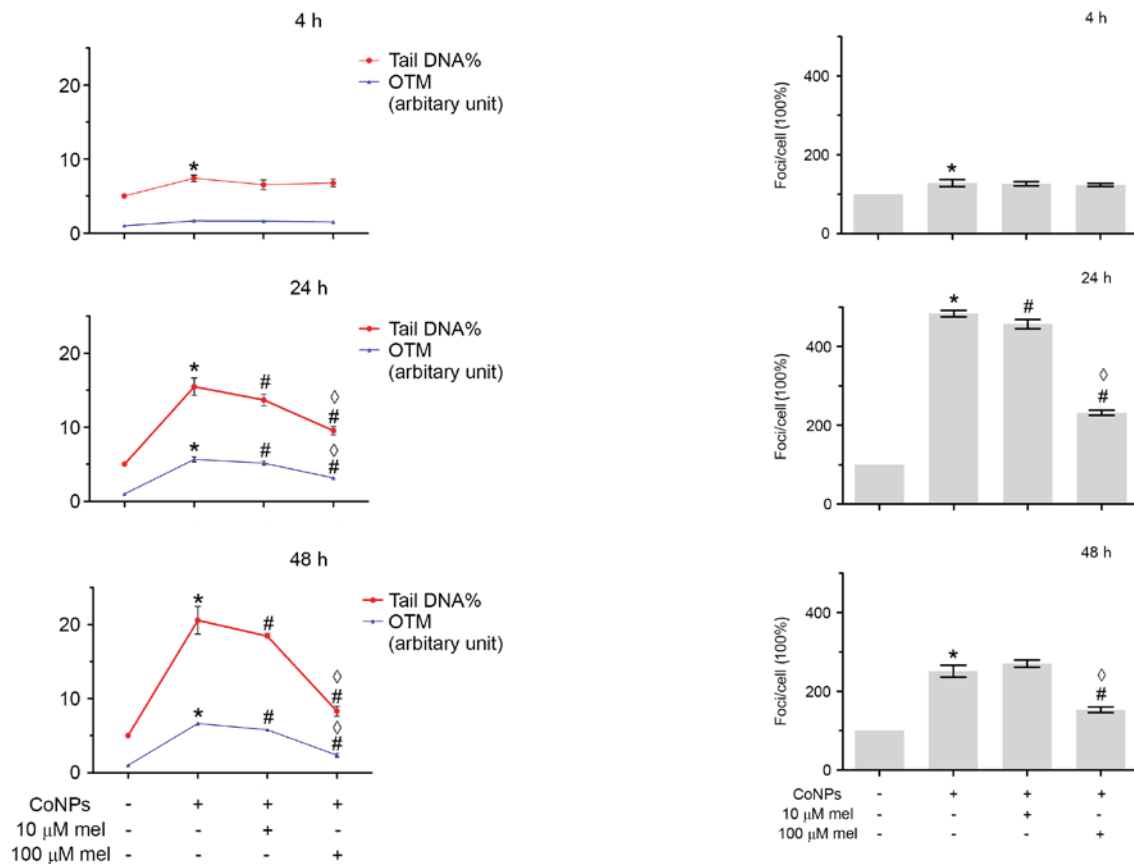 4 h
Tail DNA%
OTM
(arbitary unit)
20
10
0
*
24 h
Tail DNA%
OTM
(arbitary unit)
20
10
0
*
#
◊
#
*
#
◊
#
48 h
Tail DNA%
OTM
(arbitary unit)
20
10
0
*
#
◊
#
*
#
◊
#
CoNPs - + + +
10 µM mel - - + -
100 µM mel - - - +
4 h
Foci/cell (100%)
400
200
0
*
24 h
Foci/cell (100%)
400
200
0
*
#
◊
#
48 h
Foci/cell (100%)
400
200
0
*
◊
#
CoNPs - + + +
10 µM mel - - + -
100 µM mel - - - +